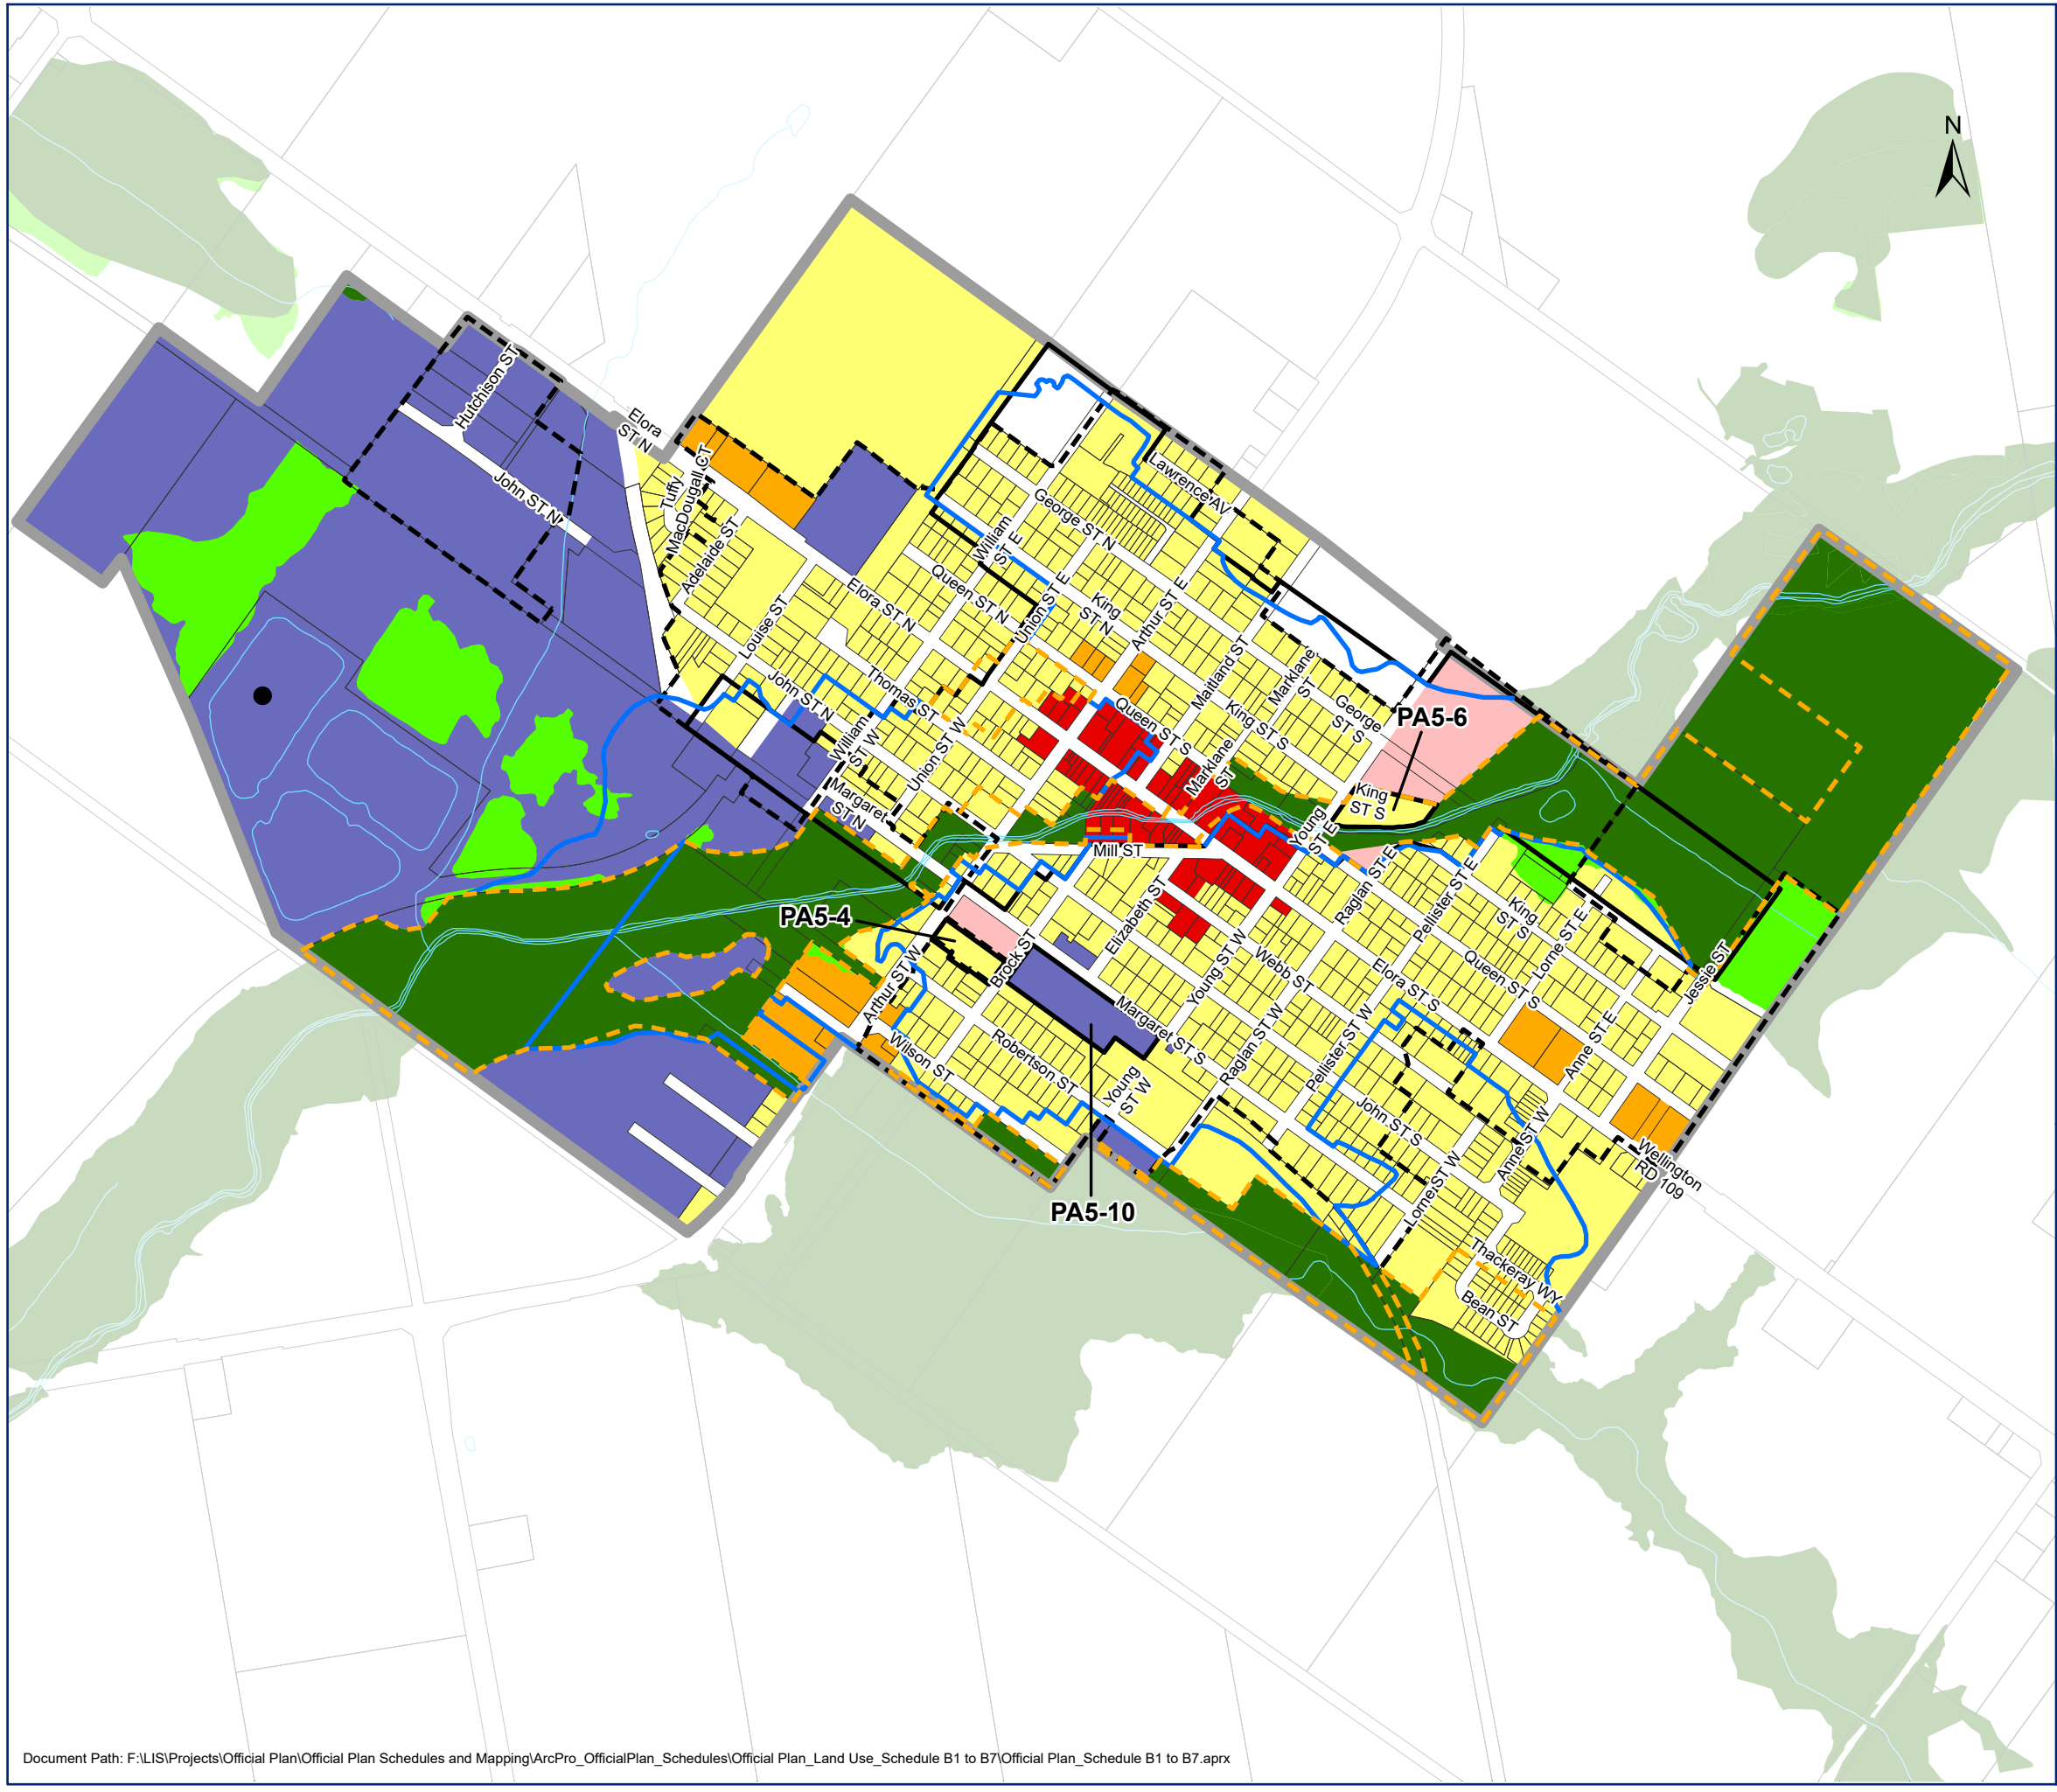 N
Hutchison ST
Elora
ST N
John ST N
Tuffy
MacDougall CT
Adelaide ST
Lawrence AV
George ST N
William
ST E
Queen ST N
Elora ST N
Louise ST
Union ST E
King
ST N
Arthur ST E
Maitland ST
Marklane
ST
George
ST S
PA5-6
Thomas ST
John ST N
William
ST W
Union ST W
Queen ST S
King ST S
Marklane
ST
Margaret
ST N
King
ST S
Young
ST E
Mill ST
Raglan ST E
Pellister ST E
PA5-4
Elizabeth ST
King
ST S
Lorne ST E
Brock ST
Arthur ST W
Young ST W
Webb ST
Elora ST S
Queen ST S
Jessie ST
Margaret ST S
Wilson ST
Robertson ST
Raglan ST W
Pellister ST W
Anne ST E
Young
ST W
John ST S
Anne ST W
Lorne ST W
Wellington
RD 109
PA5-10
Thackeray WY
Bean ST
Document Path: F:\LIS\Projects\Official Plan\Official Plan Schedules and Mapping\ArcPro_OfficialPlan_Schedules\Official Plan_Land Use_Schedule B1 to B7\Official Plan_Schedule B1 to B7.aprx